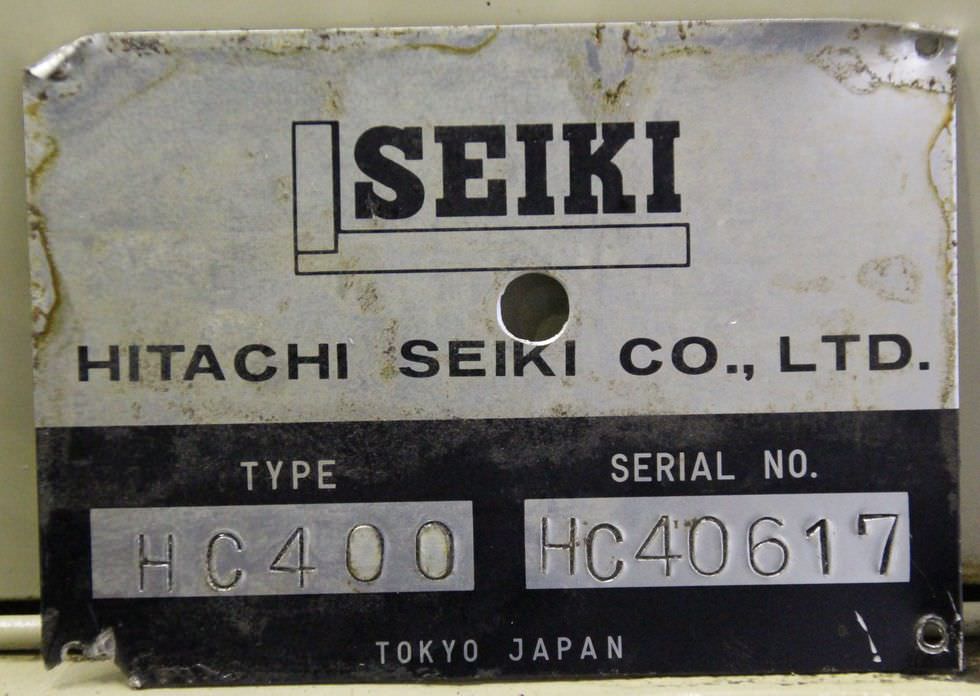 SEIKI
HITACHI SEIKI CO., LTD.
TYPE SERIAL NO.
HC400 HC40617
TOKYO JAPAN